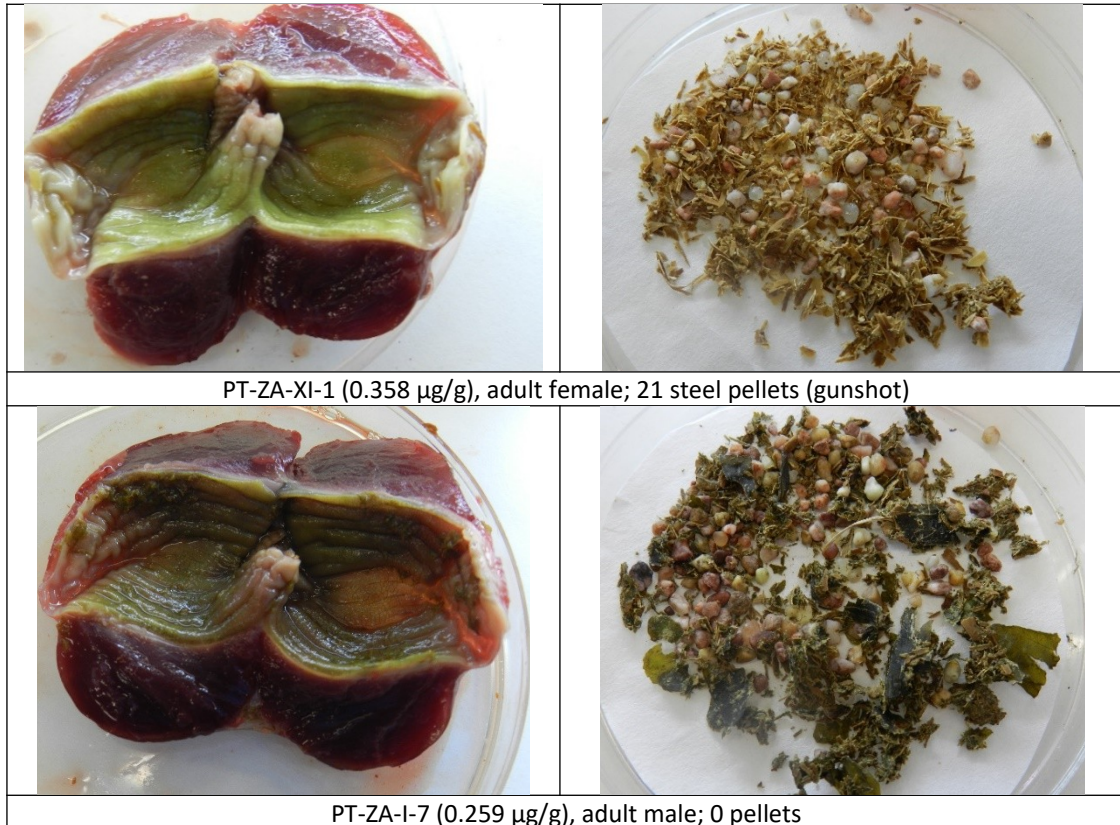 PT-ZA-XI-1 (0.358 µg/g), adult female; 21 steel pellets (gunshot)
PT-ZA-I-7 (0.259 µg/g), adult male; 0 pellets